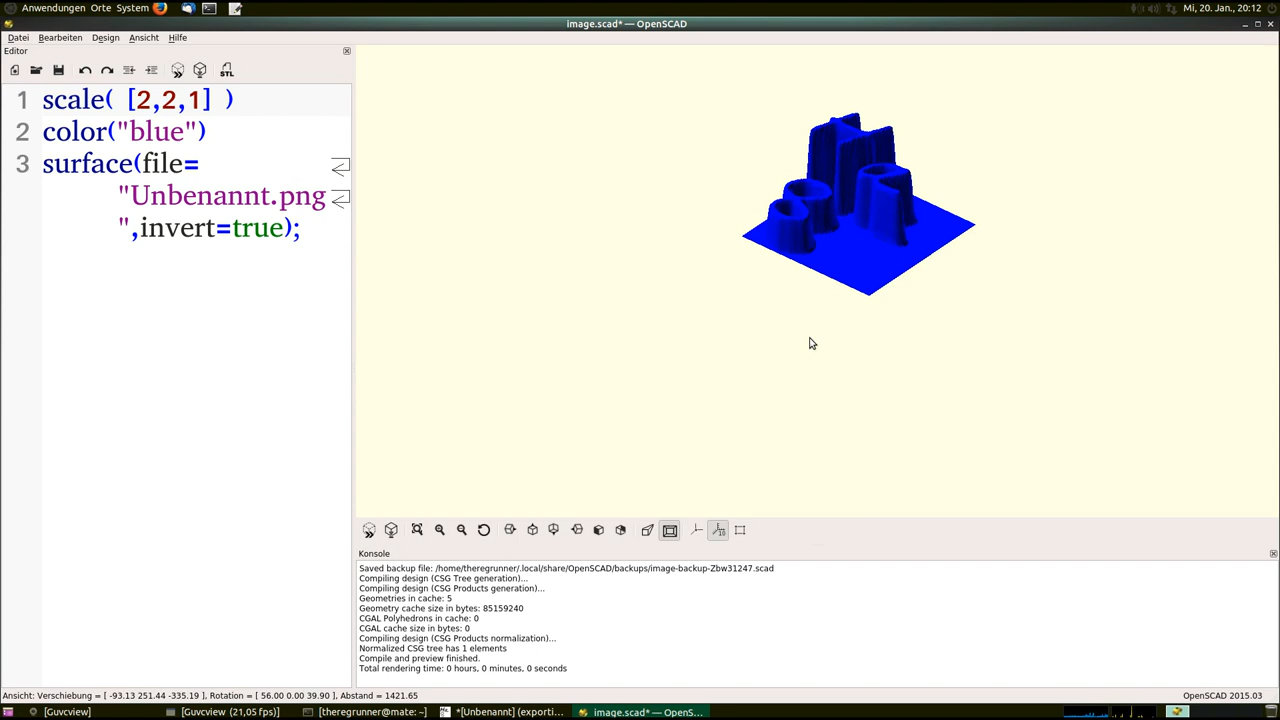 Anwendungen Orte System
Mi, 20. Jan., 20:12
image.scad* — OpenSCAD
Datei Bearbeiten Design Ansicht Hilfe
Editor
STL
1 scale( [2,2,1] )
2 color("blue")
3 surface(file=
"Unbenannt.png
",invert=true);
10
Konsole
Saved backup file: /home/theregrunner/.local/share/OpenSCAD/backups/image-backup-Zbw31247.scad
Compiling design (CSG Tree generation)...
Compiling design (CSG Products generation)...
Geometries in cache: 5
Geometry cache size in bytes: 85159240
CGAL Polyhedrons in cache: 0
CGAL cache size in bytes: 0
Compiling design (CSG Products normalization)...
Normalized CSG tree has 1 elements
Compile and preview finished.
Total rendering time: 0 hours, 0 minutes, 0 seconds
Ansicht: Verschiebung = [ -93.13 251.44 -335.19 ], Rotation = [ 56.00 0.00 39.90 ], Abstand = 1421.65
OpenSCAD 2015.03
[Guvcview] [Guvcview (21,05 fps)] [theregrunner@mate: ~] *[Unbenannt] (exporti... image.scad* — OpenS...